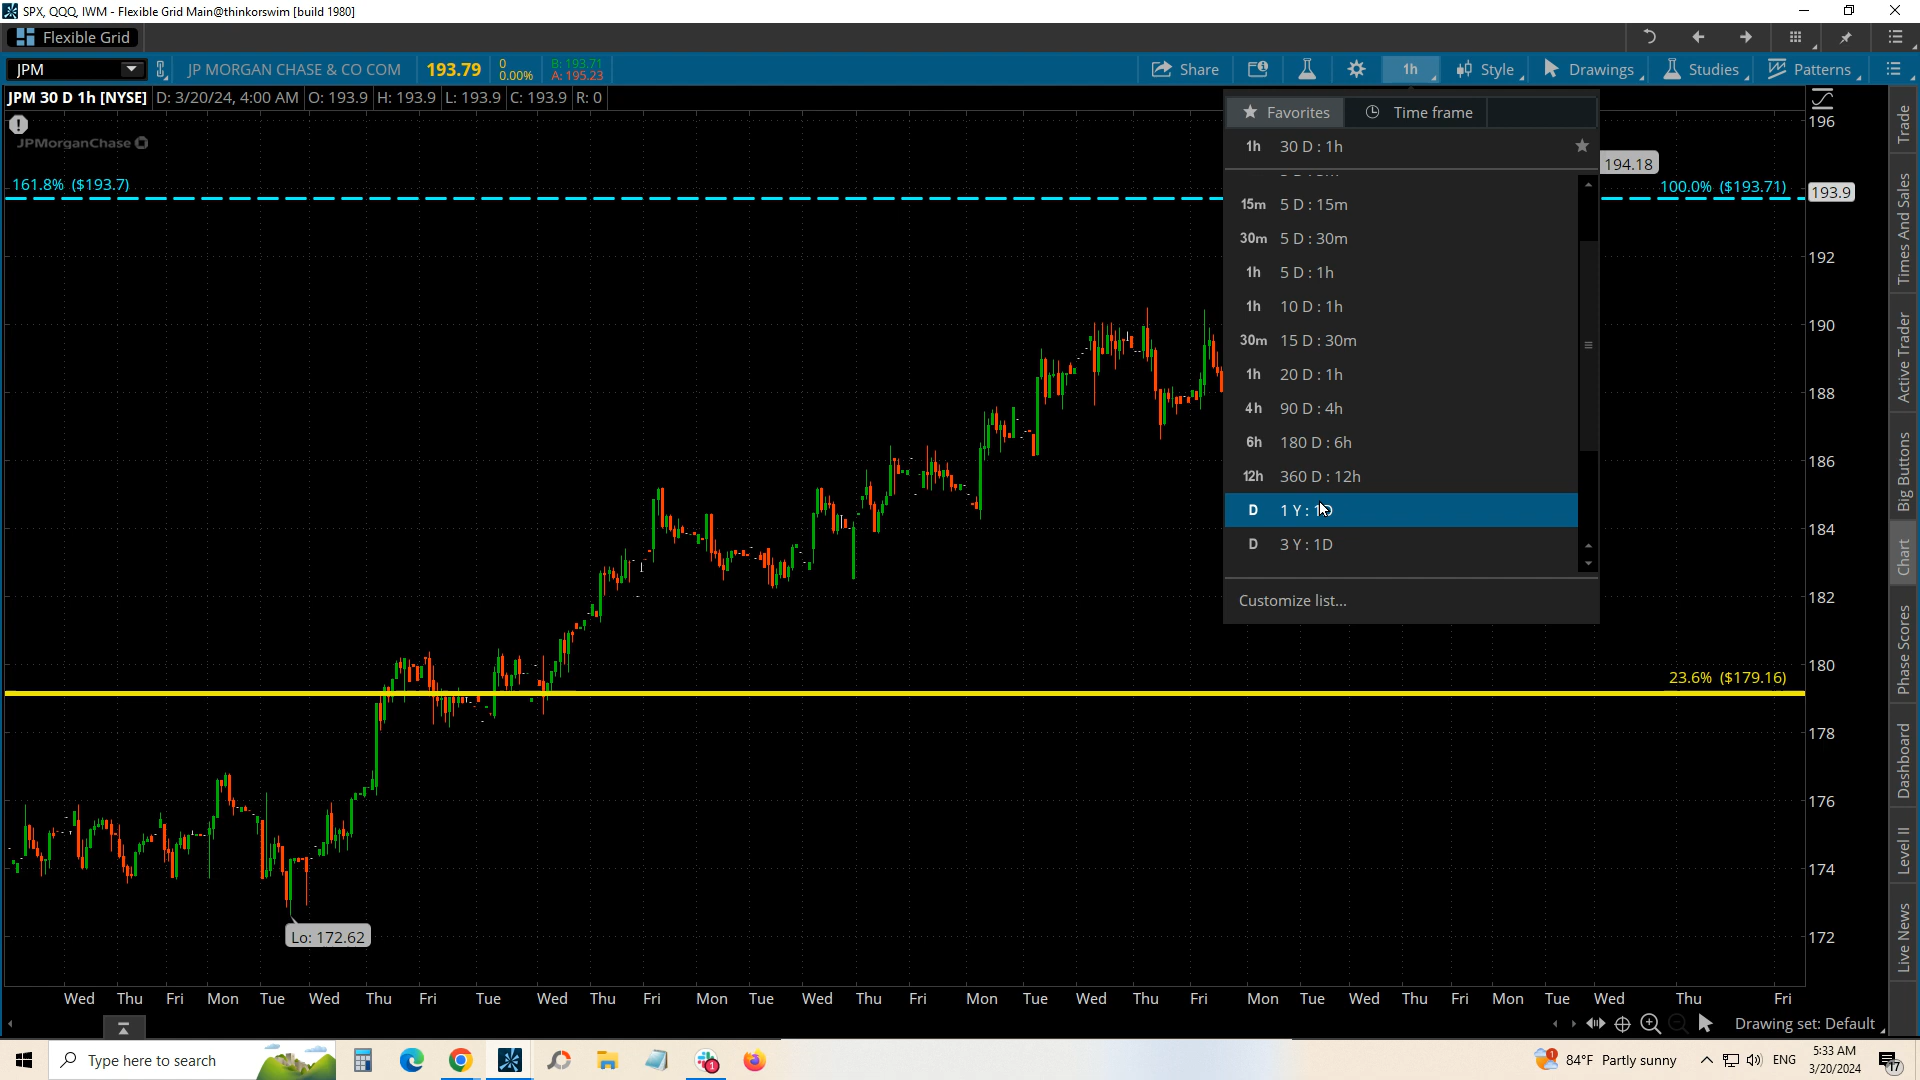 SPX, QQQ, IWM - Flexible Grid Main@thinkorswim [build 1980]
Flexible Grid
JPM
JP MORGAN CHASE & CO COM
193.79
0
0.00%
B: 193.71
A: 195.23
Share
1h
Style
Drawings
Studies
Patterns
JPM 30 D 1h [NYSE]
D: 3/20/24, 4:00 AM
O: 193.9
H: 193.9
L: 193.9
C: 193.9
R: 0
JPMorganChase
161.8% ($193.7)
Favorites
Time frame
1h 30 D : 1h
15m 5 D : 15m
30m 5 D : 30m
1h 5 D : 1h
1h 10 D : 1h
30m 15 D : 30m
1h 20 D : 1h
4h 90 D : 4h
6h 180 D : 6h
12h 360 D : 12h
D 1 Y : 1D
D 3 Y : 1D
Customize list...
194.18
100.0% ($193.71)
193.9
23.6% ($179.16)
Lo: 172.62
196
192
190
188
186
184
182
180
178
176
174
172
Trade
Times And Sales
Active Trader
Big Buttons
Chart
Phase Scores
Dashboard
Level II
Live News
Wed Thu Fri Mon Tue Wed Thu Fri Tue Wed Thu Fri Mon Tue Wed Thu Fri Mon Tue Wed Thu Fri Mon Tue Wed Thu Fri Mon Tue Wed Thu Fri
Drawing set: Default
Type here to search
1
1
84°F Partly sunny
ENG
5:33 AM
3/20/2024
17